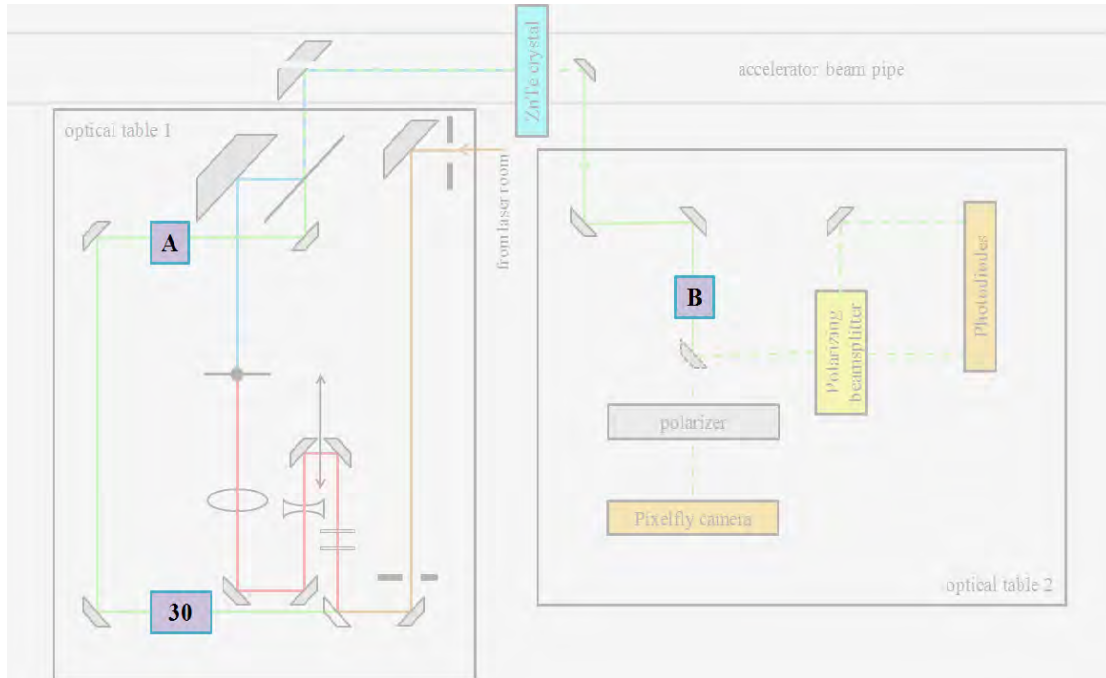 ZnTe crystal
accelerator beam pipe
optical table 1
from laser room
A
B
Polarizing
beamsplitter
Photodiodes
polarizer
Pixelfly camera
optical table 2
30